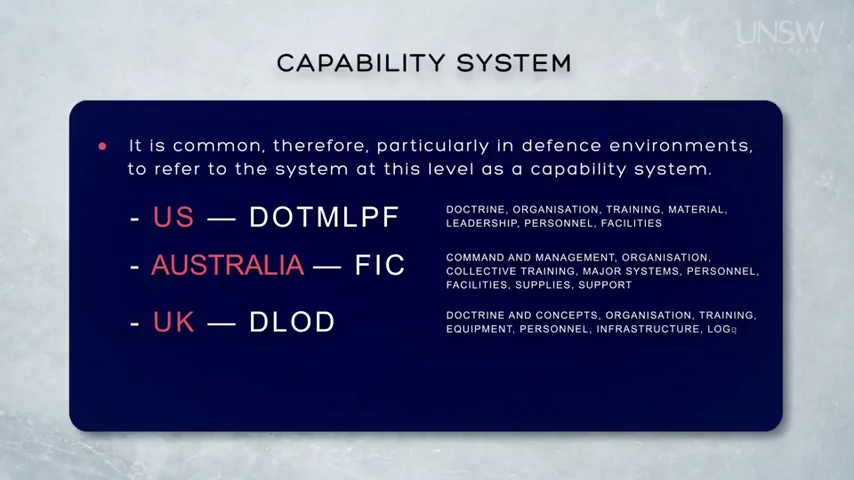 UNSW
AUSTRALIA
CAPABILITY SYSTEM
• It is common, therefore, particularly in defence environments,
to refer to the system at this level as a capability system.
- US — DOTMLPF
DOCTRINE, ORGANISATION, TRAINING, MATERIAL,
LEADERSHIP, PERSONNEL, FACILITIES
- AUSTRALIA — FIC
COMMAND AND MANAGEMENT, ORGANISATION,
COLLECTIVE TRAINING, MAJOR SYSTEMS, PERSONNEL,
FACILITIES, SUPPLIES, SUPPORT
- UK — DLOD
DOCTRINE AND CONCEPTS, ORGANISATION, TRAINING,
EQUIPMENT, PERSONNEL, INFRASTRUCTURE, LOGq